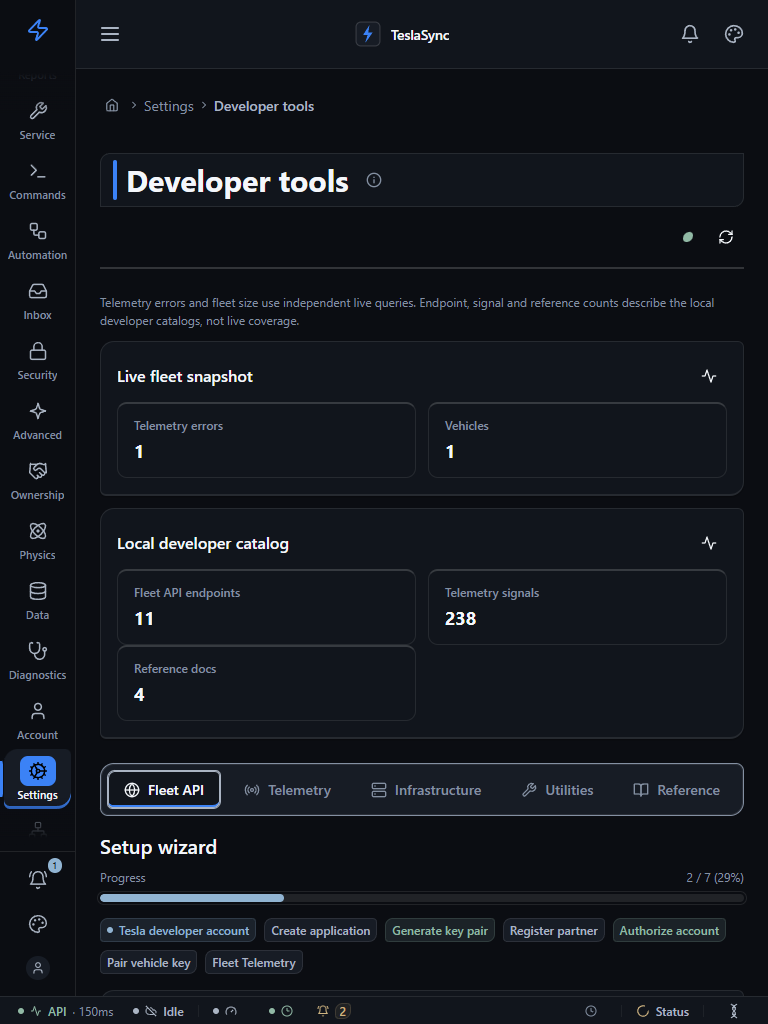 TeslaSync
Service
Commands
Automation
Inbox
Security
Advanced
Ownership
Physics
Data
Diagnostics
Account
Settings
1
Settings
Developer tools
Developer tools
Telemetry errors and fleet size use independent live queries. Endpoint, signal and reference counts describe the local
developer catalogs, not live coverage.
Live fleet snapshot
Telemetry errors
1
Vehicles
1
Local developer catalog
Fleet API endpoints
11
Telemetry signals
238
Reference docs
4
Fleet API
Telemetry
Infrastructure
Utilities
Reference
Setup wizard
Progress
2 / 7 (29%)
Tesla developer account
Create application
Generate key pair
Register partner
Authorize account
Pair vehicle key
Fleet Telemetry
API · 150ms
Idle
2
Status